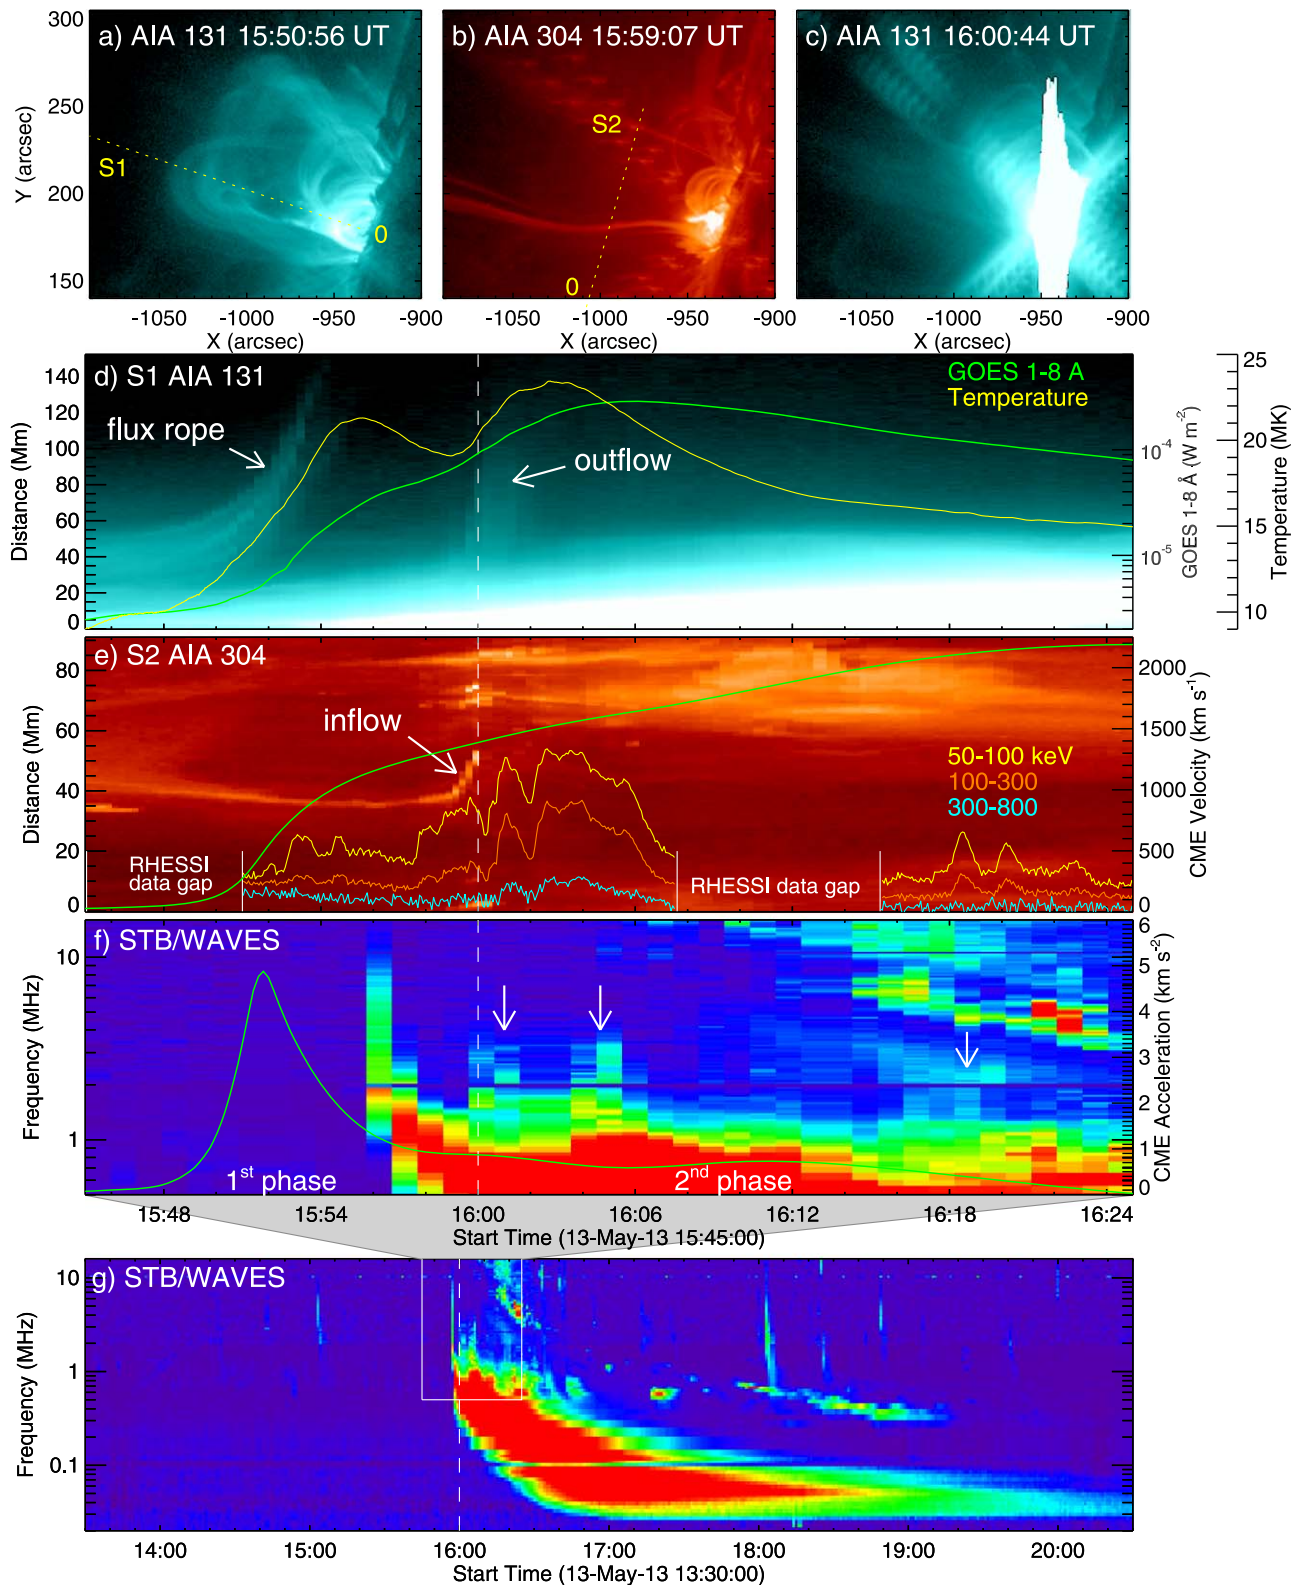 a) AIA 131 15:50:56 UT
b) AIA 304 15:59:07 UT
c) AIA 131 16:00:44 UT
300
250
200
150
Y (arcsec)
S1
0
S2
0
-1050 -1000 -950 -900
-1050 -1000 -950 -900
-1050 -1000 -950 -900
X (arcsec)
X (arcsec)
X (arcsec)
d) S1 AIA 131
GOES 1-8 A
Temperature
flux rope
outflow
140
120
100
80
60
40
20
0
Distance (Mm)
10⁻⁴
10⁻⁵
GOES 1-8 Å (W m⁻²)
25
20
15
10
Temperature (MK)
e) S2 AIA 304
inflow
50-100 keV
100-300
300-800
RHESSI
data gap
RHESSI data gap
80
60
40
20
0
Distance (Mm)
2000
1500
1000
500
0
CME Velocity (km s⁻¹)
f) STB/WAVES
1ˢᵗ phase
2ⁿᵈ phase
10
1
Frequency (MHz)
6
5
4
3
2
1
0
CME Acceleration (km s⁻²)
15:48 15:54 16:00 16:06 16:12 16:18 16:24
Start Time (13-May-13 15:45:00)
g) STB/WAVES
10
1
0.1
Frequency (MHz)
14:00 15:00 16:00 17:00 18:00 19:00 20:00
Start Time (13-May-13 13:30:00)